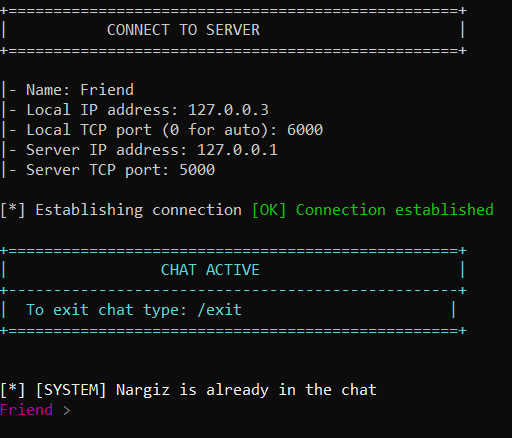 +==================================================+
|           CONNECT TO SERVER                      |
+==================================================+
|- Name: Friend
|- Local IP address: 127.0.0.3
|- Local TCP port (0 for auto): 6000
|- Server IP address: 127.0.0.1
|- Server TCP port: 5000
[*] Establishing connection [OK] Connection established
+==================================================+
|                 CHAT ACTIVE                      |
+--------------------------------------------------+
|  To exit chat type: /exit                       |
+==================================================+
[*] [SYSTEM] Nargiz is already in the chat
Friend >